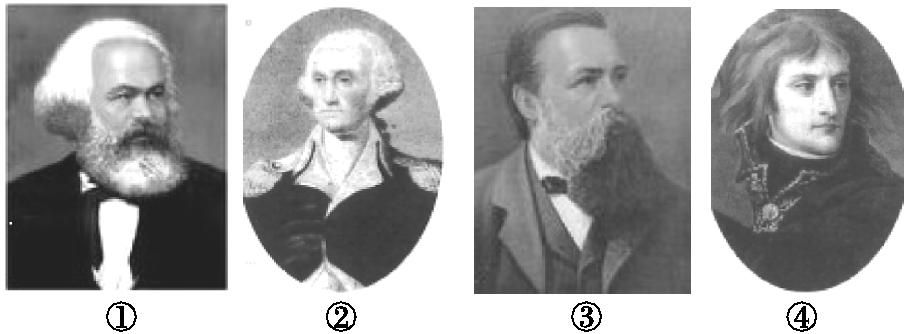 ① ② ③ ④